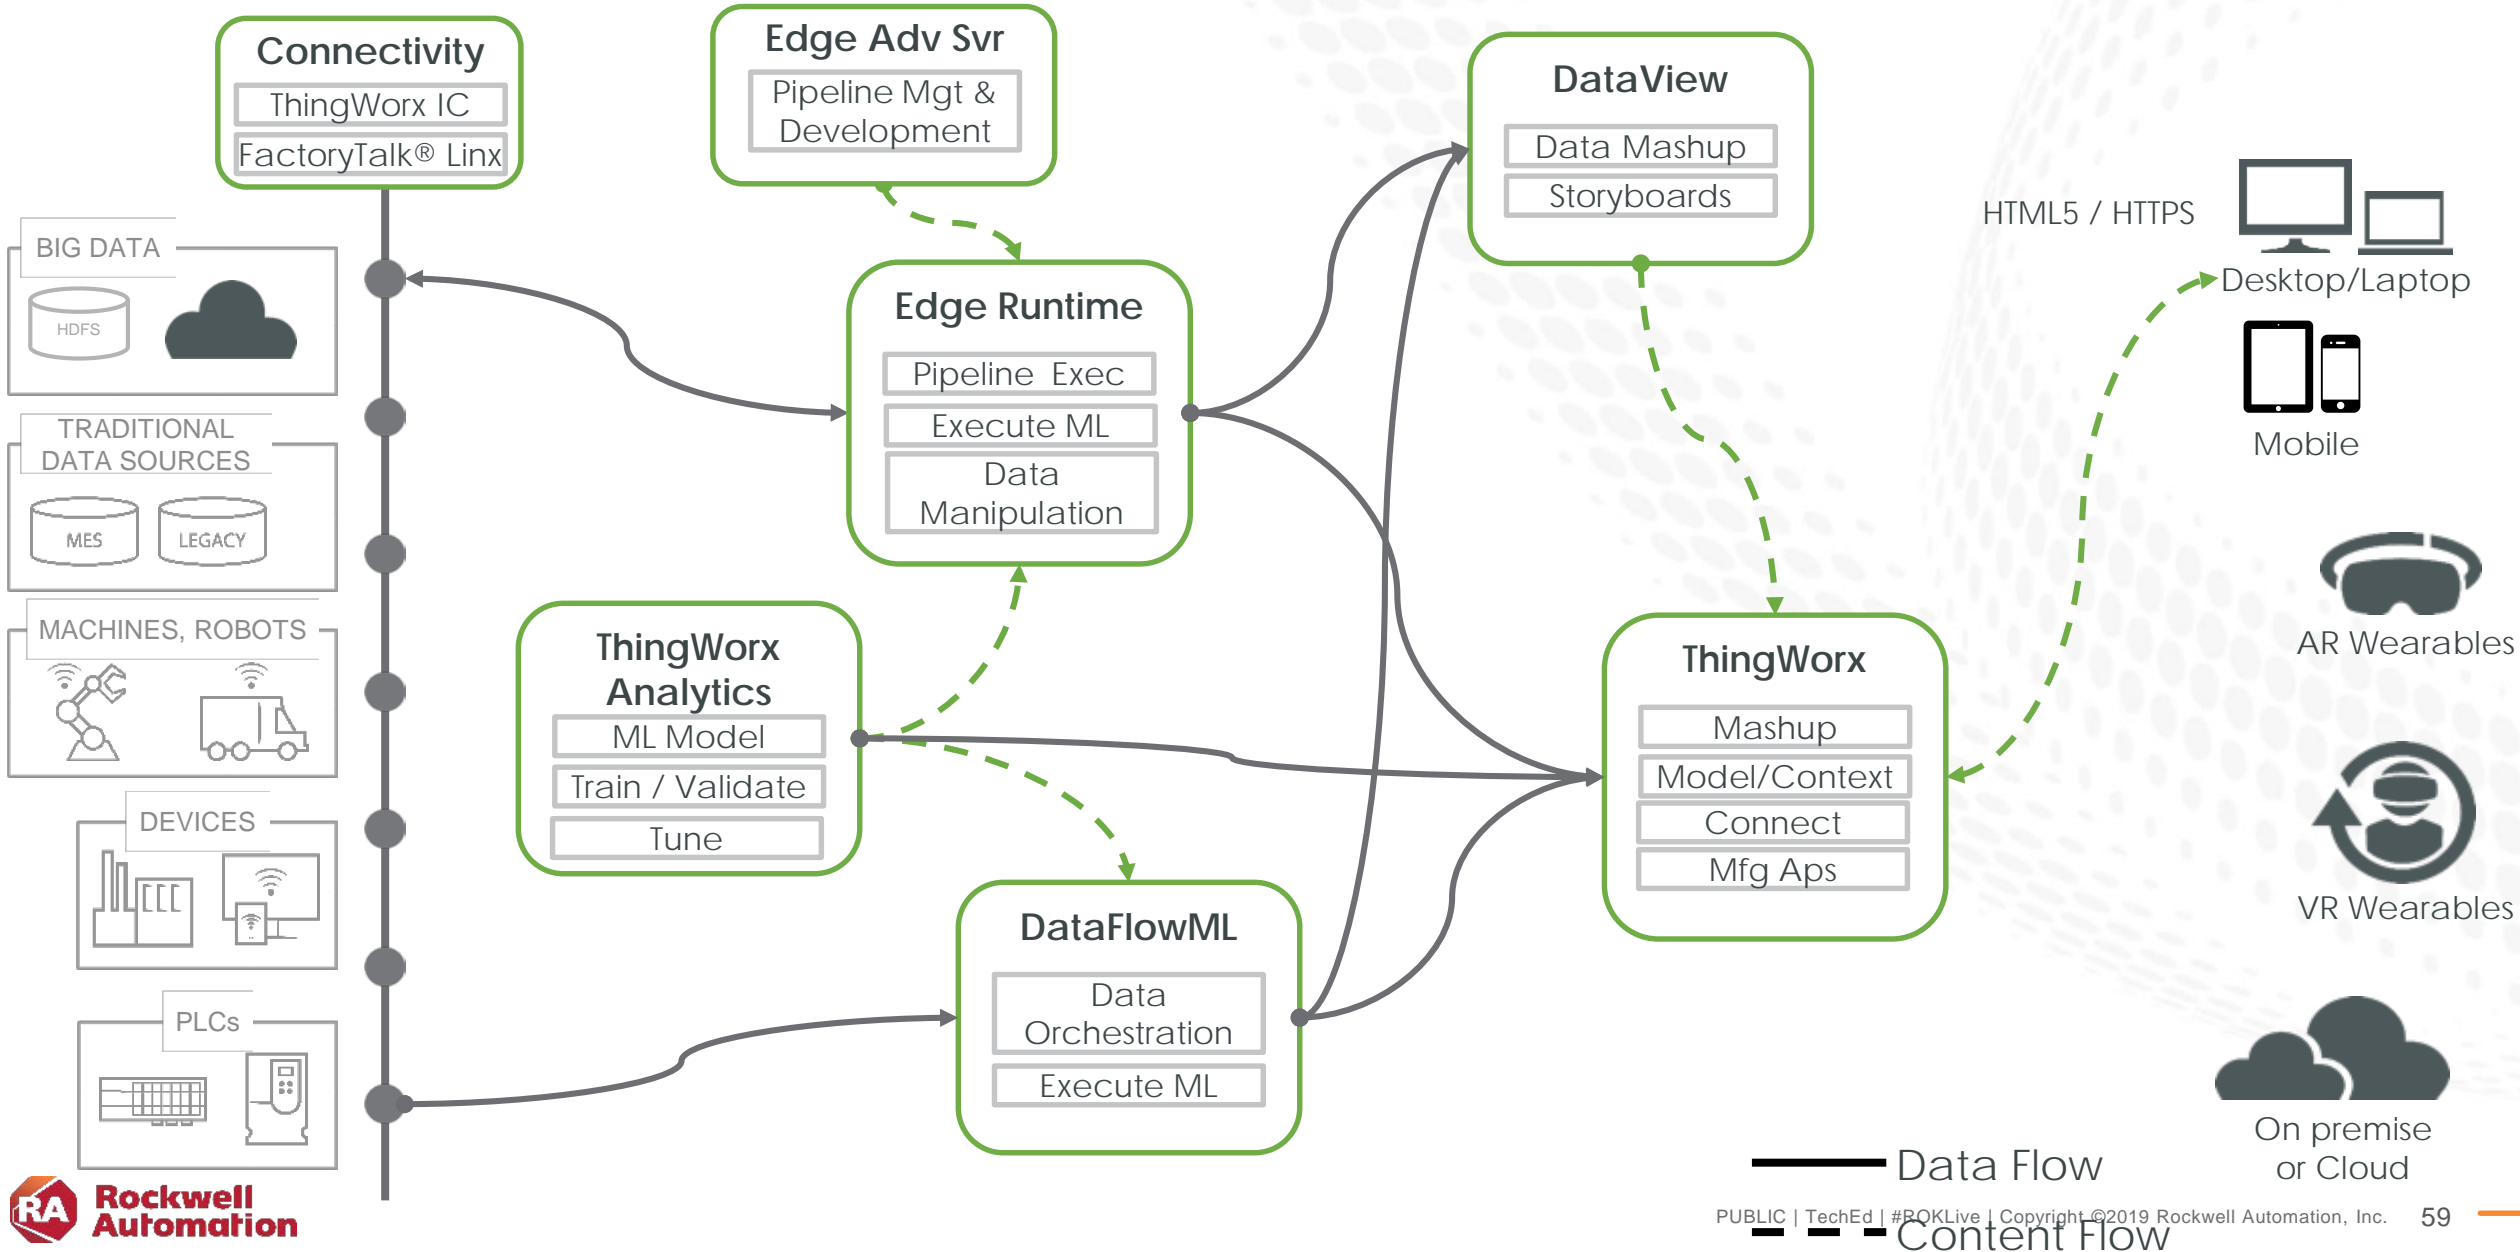 Connectivity
ThingWorx IC
FactoryTalk® Linx
Edge Adv Svr
Pipeline Mgt &
Development
DataView
Data Mashup
Storyboards
BIG DATA
HDFS
TRADITIONAL
DATA SOURCES
MES
LEGACY
MACHINES, ROBOTS
DEVICES
PLCs
Edge Runtime
Pipeline Exec
Execute ML
Data
Manipulation
ThingWorx
Analytics
ML Model
Train / Validate
Tune
DataFlowML
Data
Orchestration
Execute ML
ThingWorx
Mashup
Model/Context
Connect
Mfg Aps
HTML5 / HTTPS
Desktop/Laptop
Mobile
AR Wearables
VR Wearables
On premise
or Cloud
Data Flow
Content Flow
RA
Rockwell
Automation
PUBLIC | TechEd | #ROKLive | Copyright ©2019 Rockwell Automation, Inc.
59